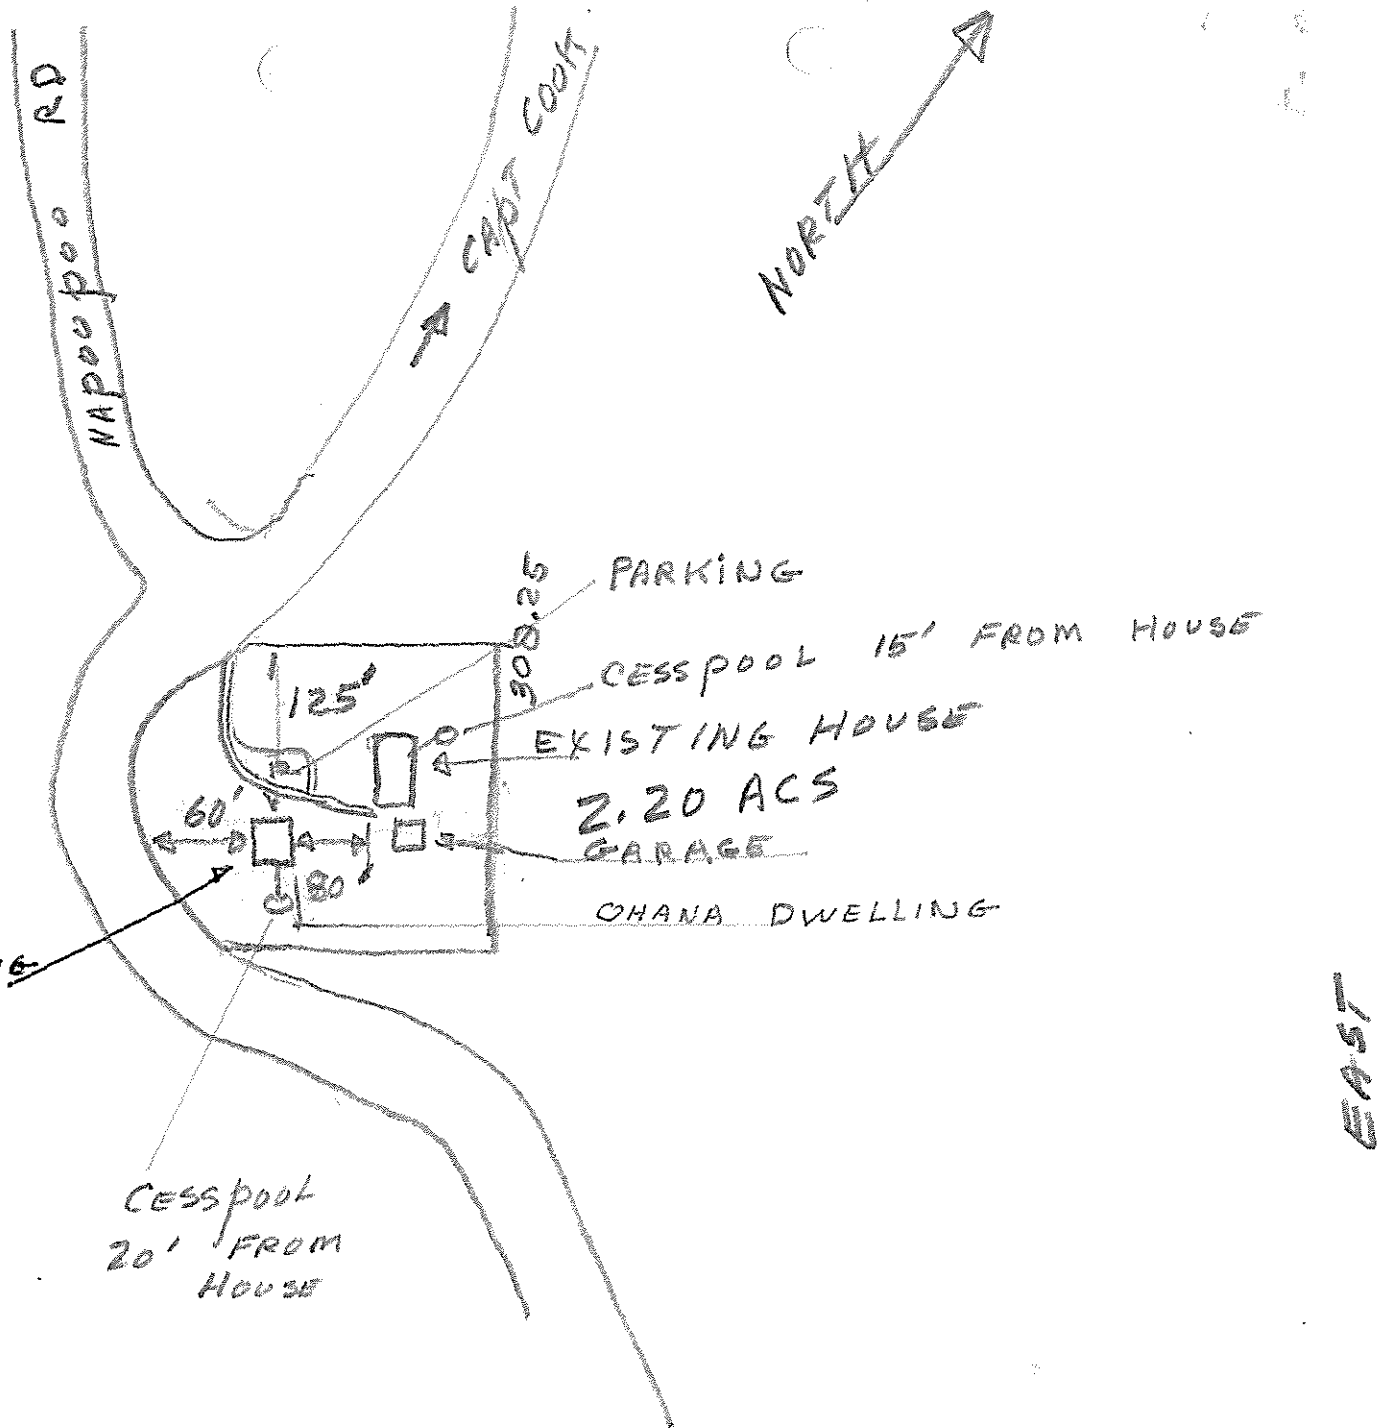 NAPOOPOO RD
CAPT COOK
NORTH
PARKING
308.25
CESSPOOL 15' FROM HOUSE
125'
EXISTING HOUSE
2.20 ACS
60'
GARAGE
80
OHANA DWELLING
EAST
CESSPOOL
20' FROM
HOUSE